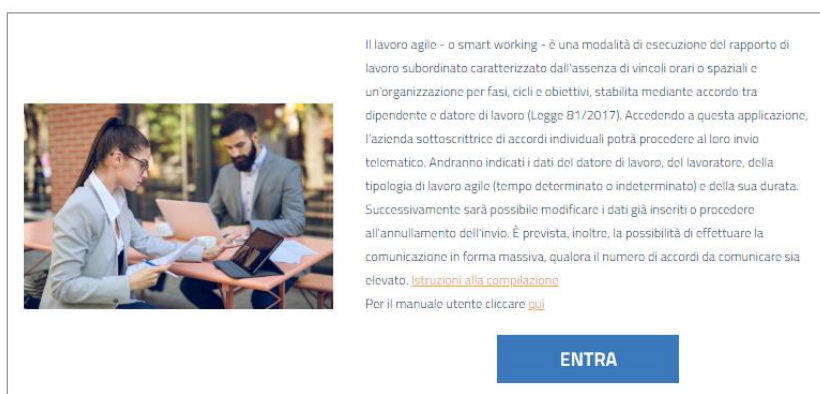 Il lavoro agile - o smart working - è una modalità di esecuzione del rapporto di
lavoro subordinato caratterizzato dall'assenza di vincoli orari o spaziali e
un'organizzazione per fasi, cicli e obiettivi, stabilita mediante accordo tra
dipendente e datore di lavoro (Legge 81/2017). Accedendo a questa applicazione,
l'azienda sottoscrittrice di accordi individuali potrà procedere al loro invio
telematico. Andranno indicati i dati del datore di lavoro, del lavoratore, della
tipologia di lavoro agile (tempo determinato o indeterminato) e della sua durata.
Successivamente sarà possibile modificare i dati già inseriti o procedere
all'annullamento dell'invio. È prevista, inoltre, la possibilità di effettuare la
comunicazione in forma massiva, qualora il numero di accordi da comunicare sia
elevato. Istruzioni alla compilazione
Per il manuale utente cliccare qui
ENTRA